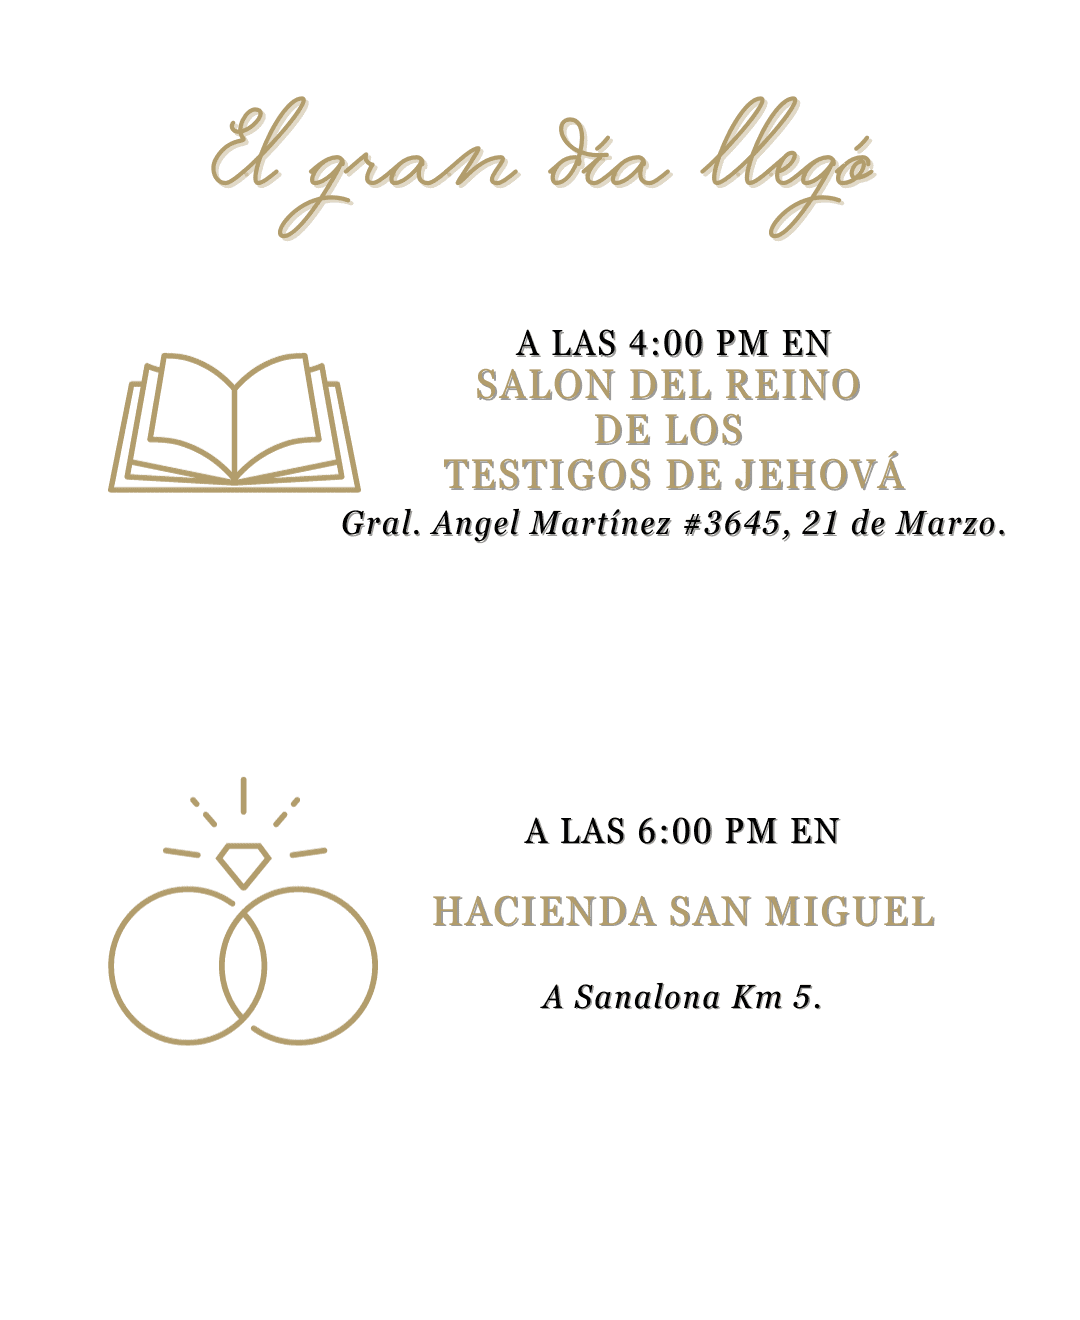 El gran día llegó
A LAS 4:00 PM EN
SALON DEL REINO
DE LOS
TESTIGOS DE JEHOVÁ
Gral. Angel Martínez #3645, 21 de Marzo.
A LAS 6:00 PM EN
HACIENDA SAN MIGUEL
A Sanalona Km 5.